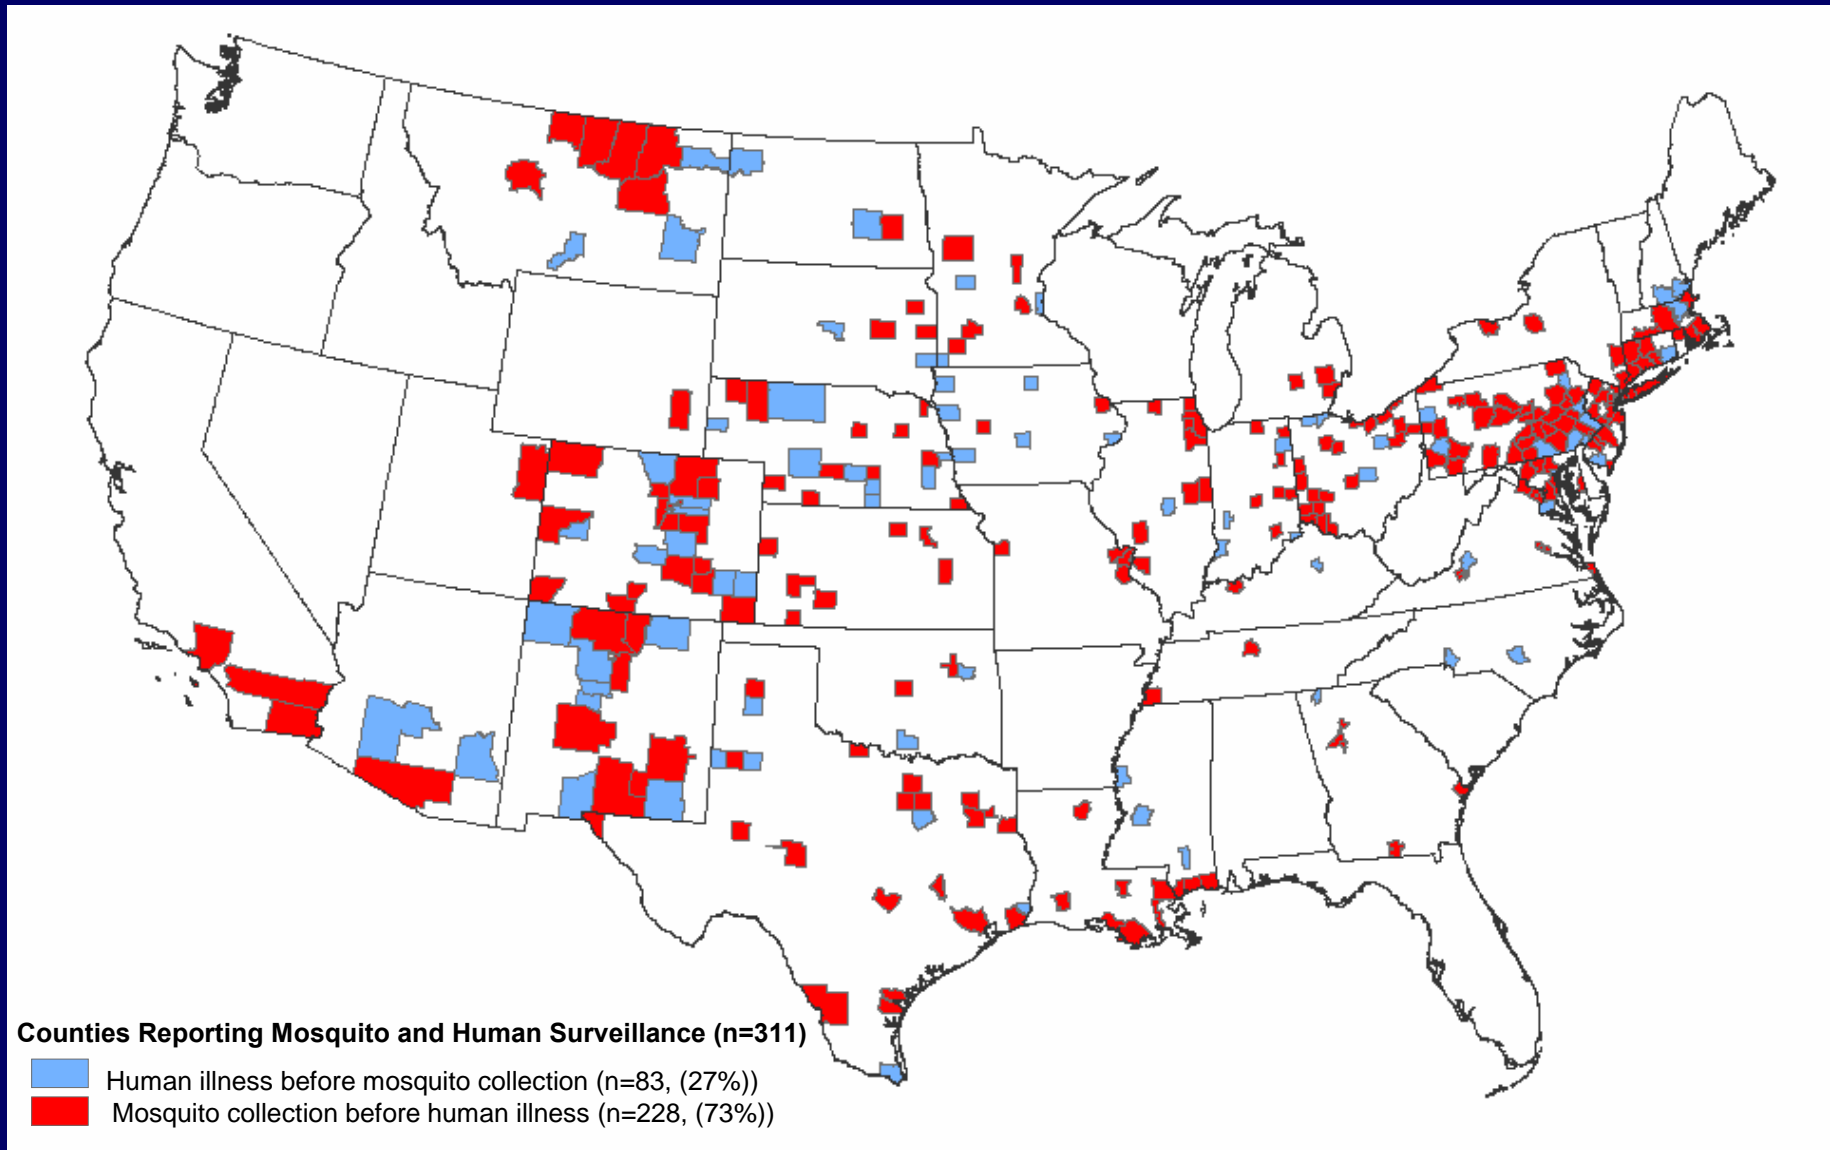 Counties Reporting Mosquito and Human Surveillance (n=311)
Human illness before mosquito collection (n=83, (27%))
Mosquito collection before human illness (n=228, (73%))